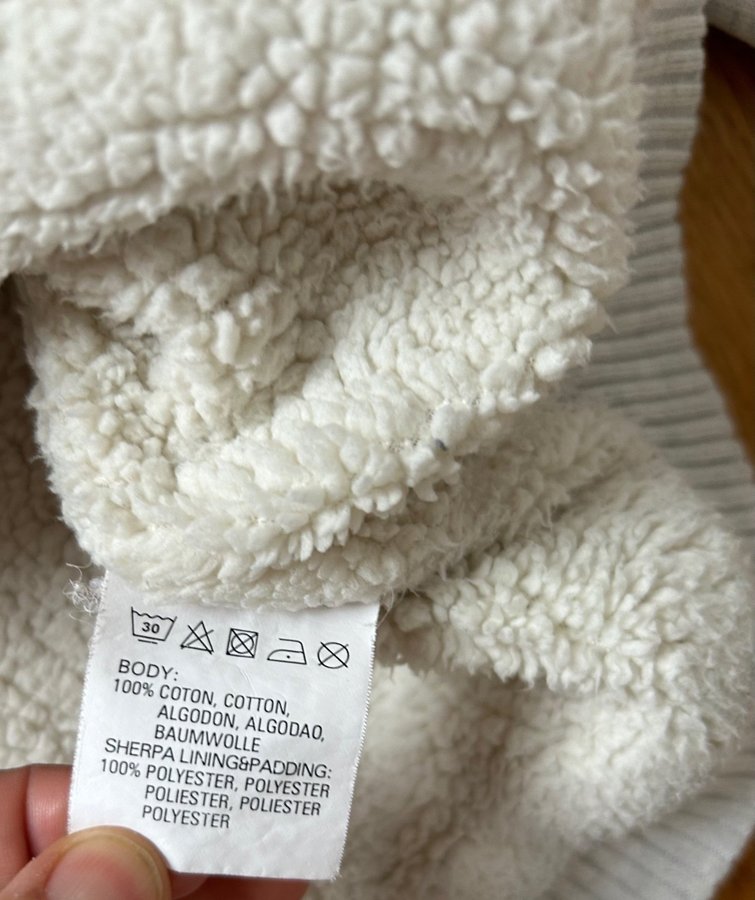 30
BODY:
100% COTON, COTTON,
ALGODON, ALGODAO,
BAUMWOLLE
SHERPA LINING&PADDING:
100% POLYESTER, POLYESTER
POLIESTER, POLIESTER
POLYESTER